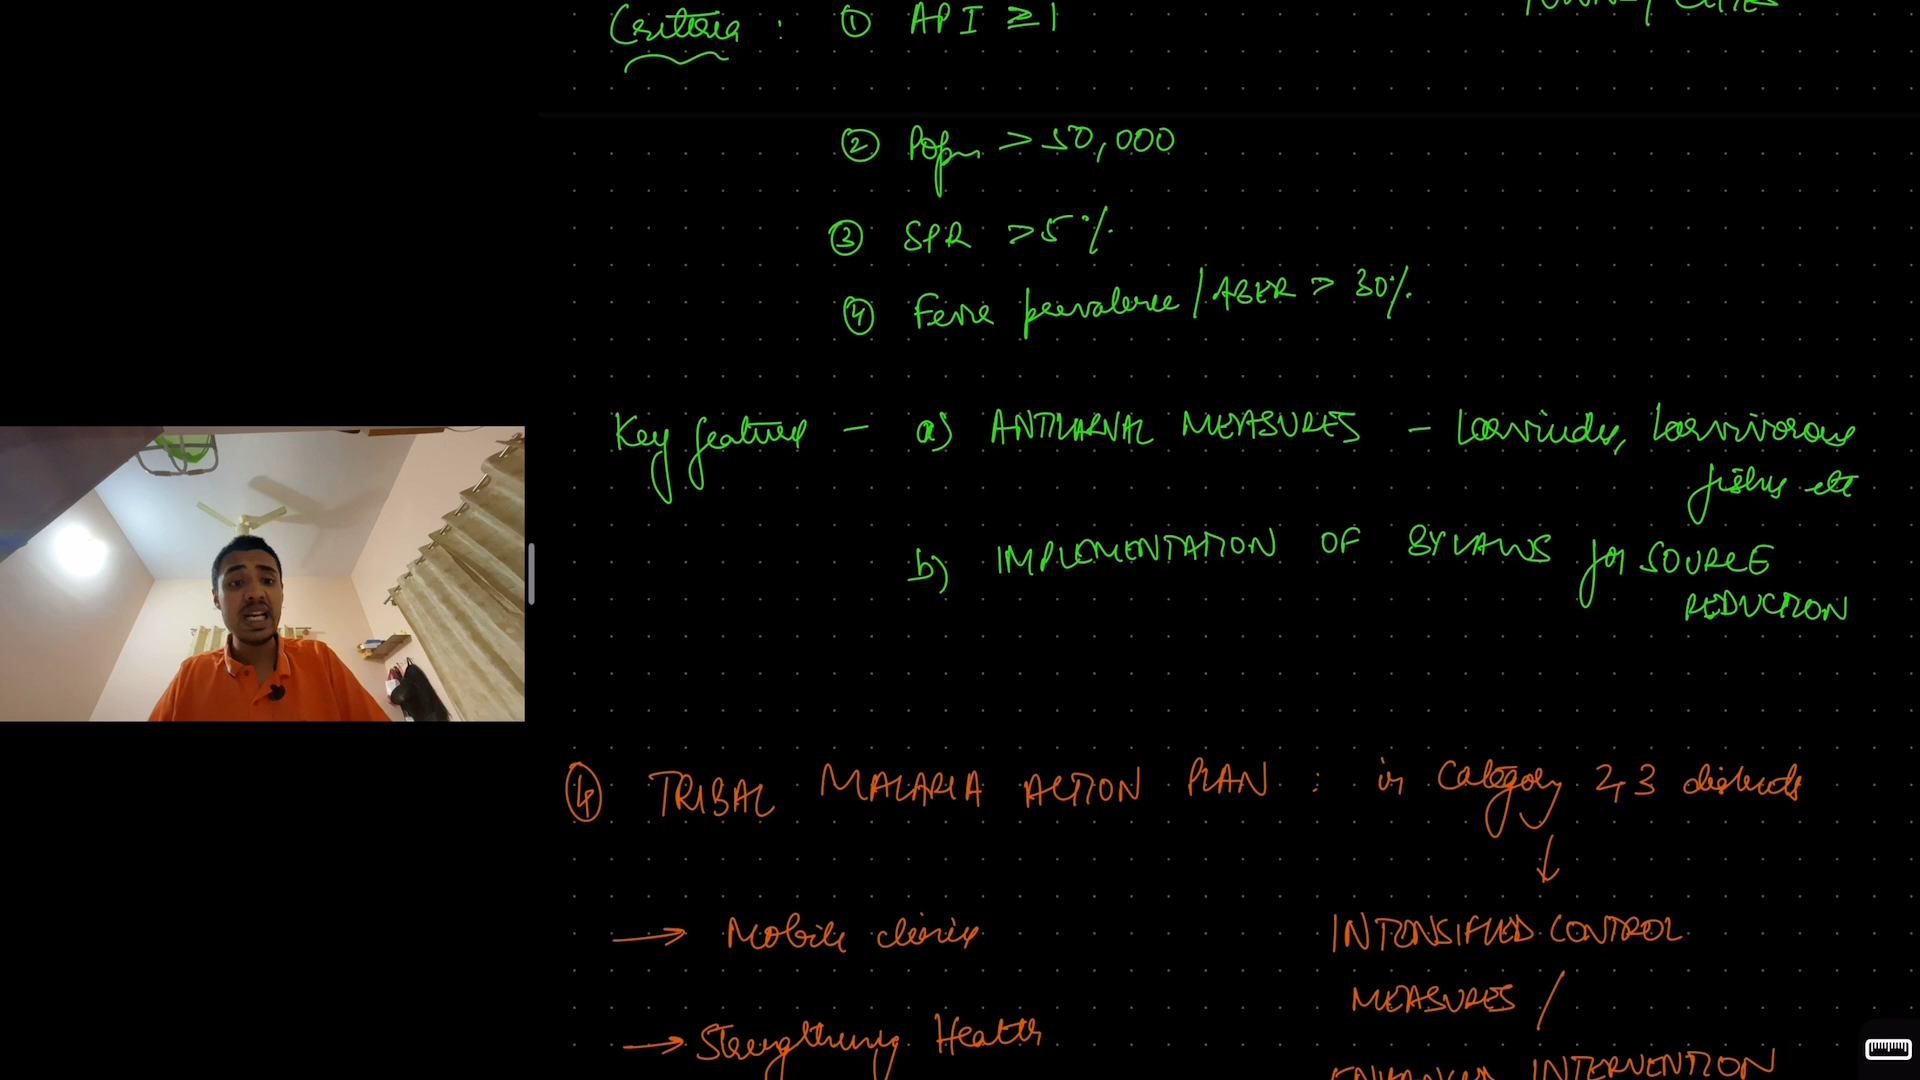 Criteria : ① API ≥ 1
② Popn > 50,000
③ SPR > 5%
④ Fever prevalence / ABER > 30%
Key features — a) ANTILARVAL MEASURES — Larvicides, Larvivorous
fishes etc
b) IMPLEMENTATION OF BYLAWS for SOURCE
REDUCTION
④ TRIBAL MALARIA ACTION PLAN : in Category 2, 3 districts
↓
→ Mobile clinics
INTENSIFIED CONTROL
MEASURES /
→ Strengthening Health
INTERVENTION